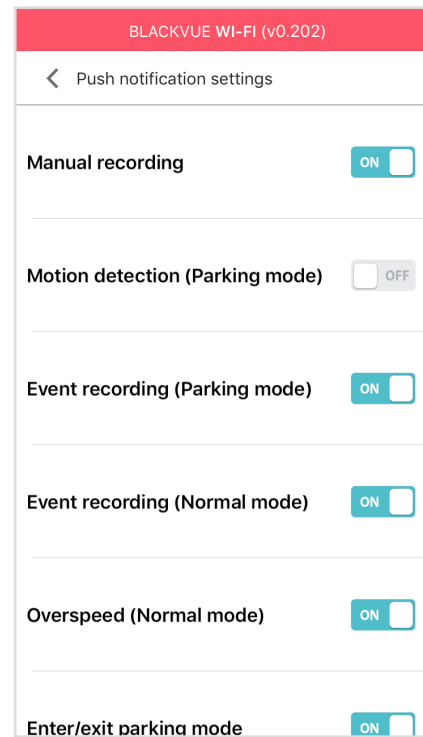 BLACKVUE WI-FI (v0.202)
Push notification settings
Manual recording ON
Motion detection (Parking mode) OFF
Event recording (Parking mode) ON
Event recording (Normal mode) ON
Overspeed (Normal mode) ON
Enter/exit parking mode ON